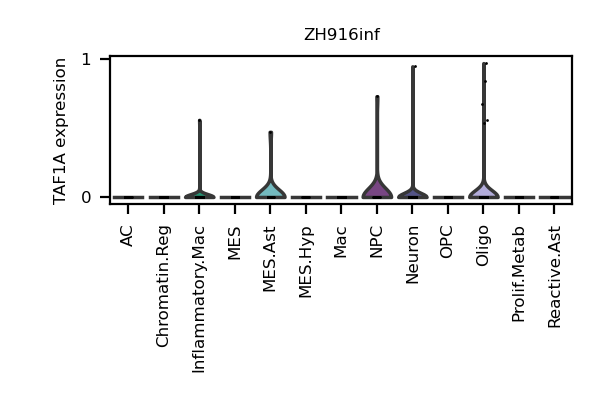 ZH916inf
TAF1A expression
1
0
AC
Chromatin.Reg
Inflammatory.Mac
MES
MES.Ast
MES.Hyp
Mac
NPC
Neuron
OPC
Oligo
Prolif.Metab
Reactive.Ast